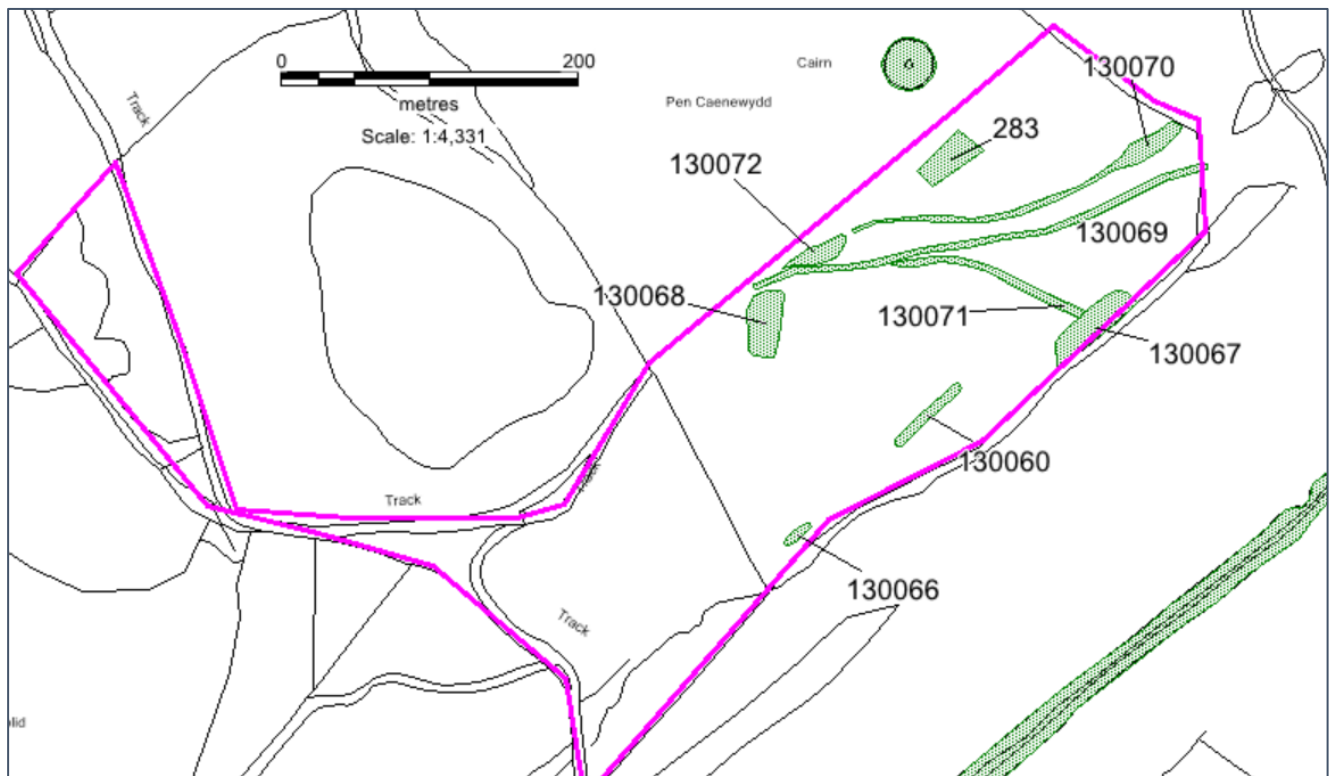 0
200
metres
Scale: 1:4,331
Cairn
Pen Caenewydd
Track
130070
283
130072
130069
130068
130071
130067
130060
130066
Track
Track
Track
olid